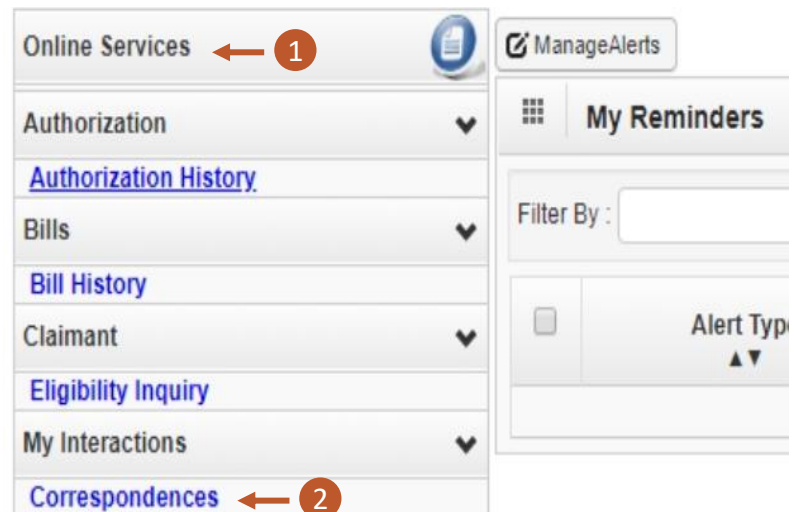 Online Services
1
Authorization
Authorization History
Bills
Bill History
Claimant
Eligibility Inquiry
My Interactions
Correspondences
2
ManageAlerts
My Reminders
Filter By :
Alert Type
▲▼